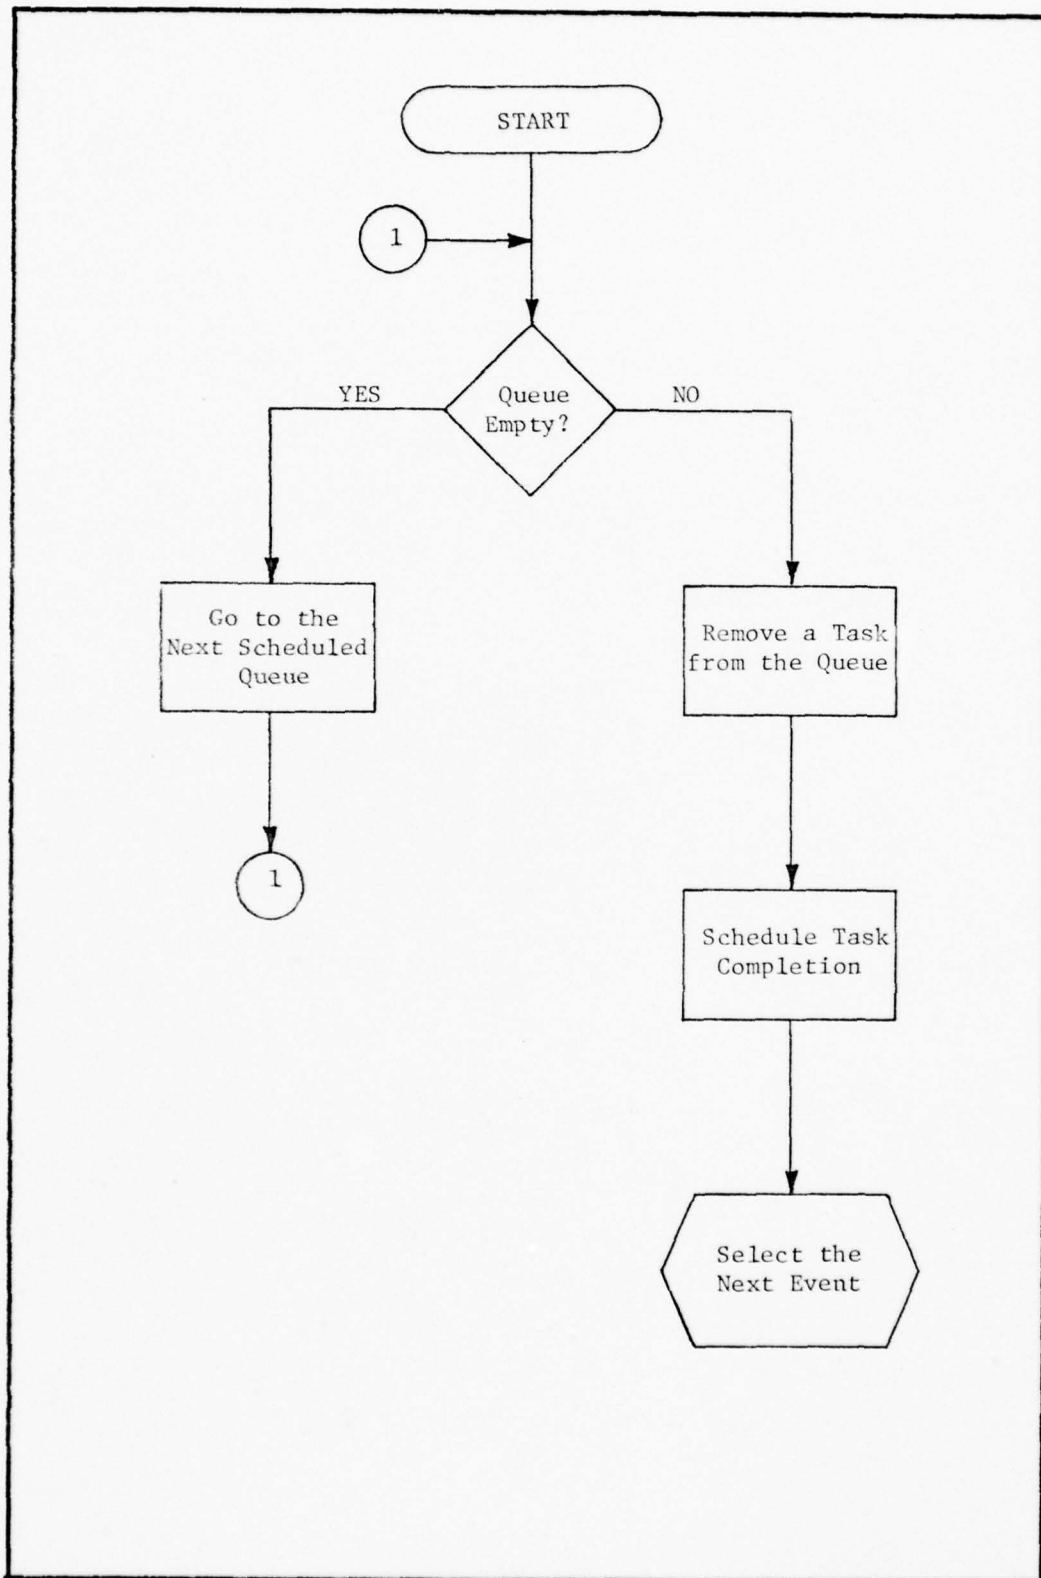 START
1
YES
Queue
Empty?
NO
Go to the
Next Scheduled
Queue
Remove a Task
from the Queue
1
Schedule Task
Completion
Select the
Next Event